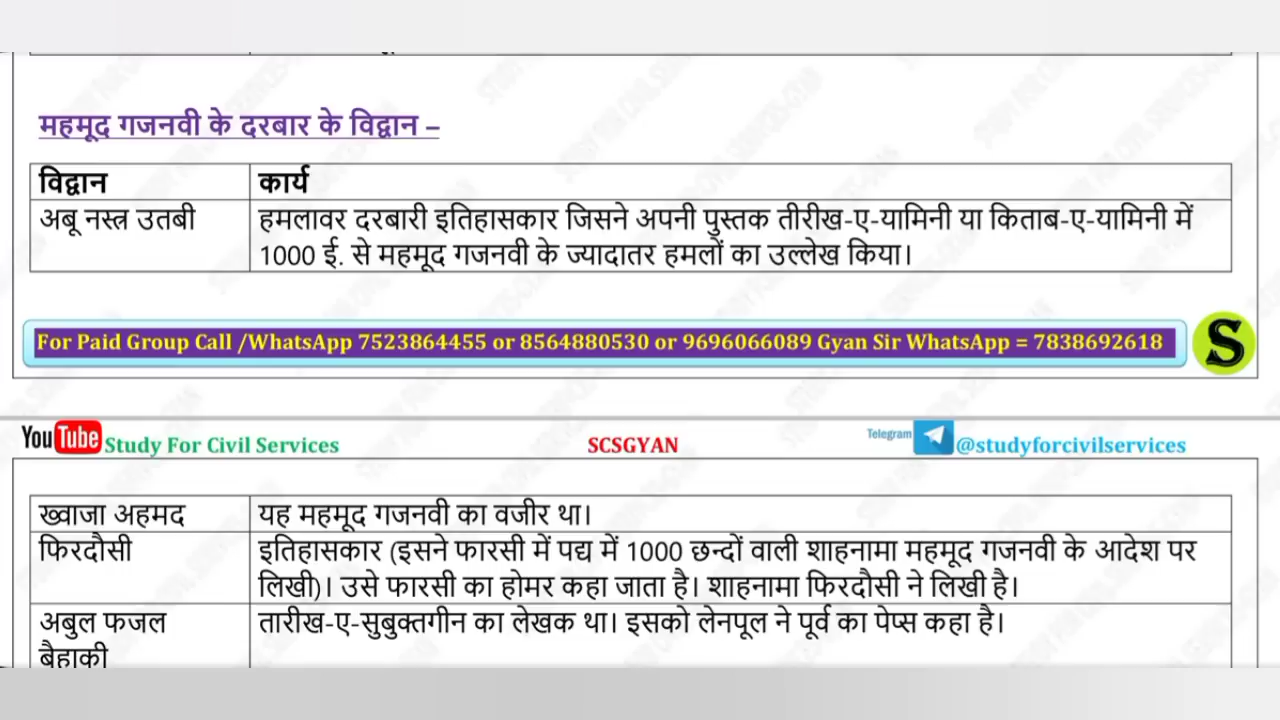 महमूद गजनवी के दरबार के विद्वान –
विद्वान कार्य
अबू नस्त्र उतबी हमलावर दरबारी इतिहासकार जिसने अपनी पुस्तक तीरीख-ए-यामिनी या किताब-ए-यामिनी में
1000 ई. से महमूद गजनवी के ज्यादातर हमलों का उल्लेख किया।
For Paid Group Call /WhatsApp 7523864455 or 8564880530 or 9696066089 Gyan Sir WhatsApp = 7838692618
S
YouTube Study For Civil Services SCSGYAN Telegram @studyforcivilservices
ख्वाजा अहमद यह महमूद गजनवी का वजीर था।
फिरदौसी इतिहासकार (इसने फारसी में पद्य में 1000 छन्दों वाली शाहनामा महमूद गजनवी के आदेश पर
लिखी)। उसे फारसी का होमर कहा जाता है। शाहनामा फिरदौसी ने लिखी है।
अबुल फजल तारीख-ए-सुबुक्तगीन का लेखक था। इसको लेनपूल ने पूर्व का पेप्स कहा है।
बैहाकी